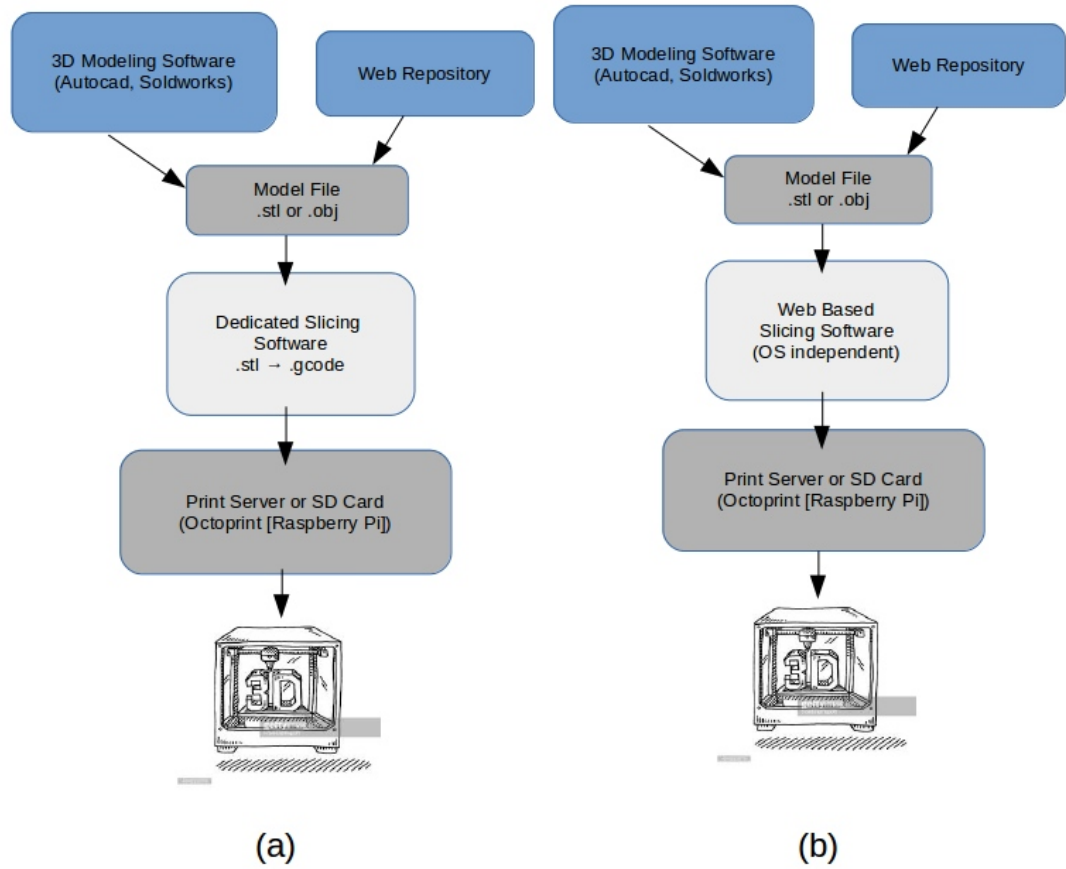 3D Modeling Software
(Autocad, Soldworks)
Web Repository
Model File
.stl or .obj
Dedicated Slicing
Software
.stl → .gcode
Print Server or SD Card
(Octoprint [Raspberry Pi])
3D
(a)
3D Modeling Software
(Autocad, Soldworks)
Web Repository
Model File
.stl or .obj
Web Based
Slicing Software
(OS independent)
Print Server or SD Card
(Octoprint [Raspberry Pi])
3D
(b)